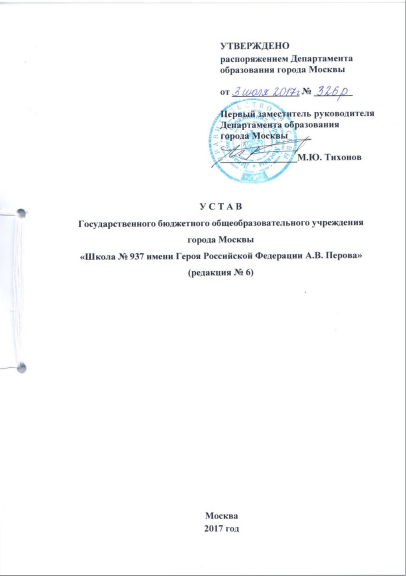 УТВЕРЖДЕНО
распоряжением Департамента
образования города Москвы
от 3 июля 2017г № 326р
Первый заместитель руководителя
Департамента образования
города Москвы
М.Ю. Тихонов
У С Т А В
Государственного бюджетного общеобразовательного учреждения
города Москвы
«Школа № 937 имени Героя Российской Федерации А.В. Перова»
(редакция № 6)
Москва
2017 год